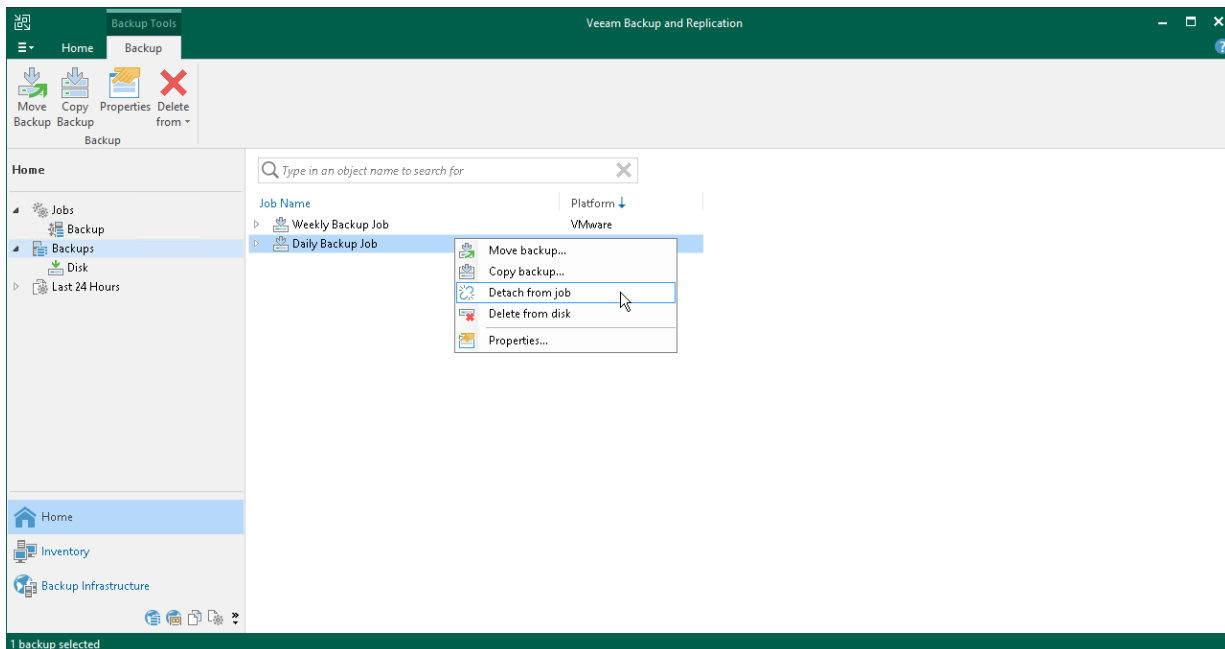 Backup Tools
Veeam Backup and Replication
Home
Backup
Move Backup
Copy Backup
Properties
Delete from
Backup
Home
Type in an object name to search for
Jobs
Backup
Backups
Disk
Last 24 Hours
Job Name
Platform
Weekly Backup Job
VMware
Daily Backup Job
Move backup...
Copy backup...
Detach from job
Delete from disk
Properties...
Home
Inventory
Backup Infrastructure
1 backup selected